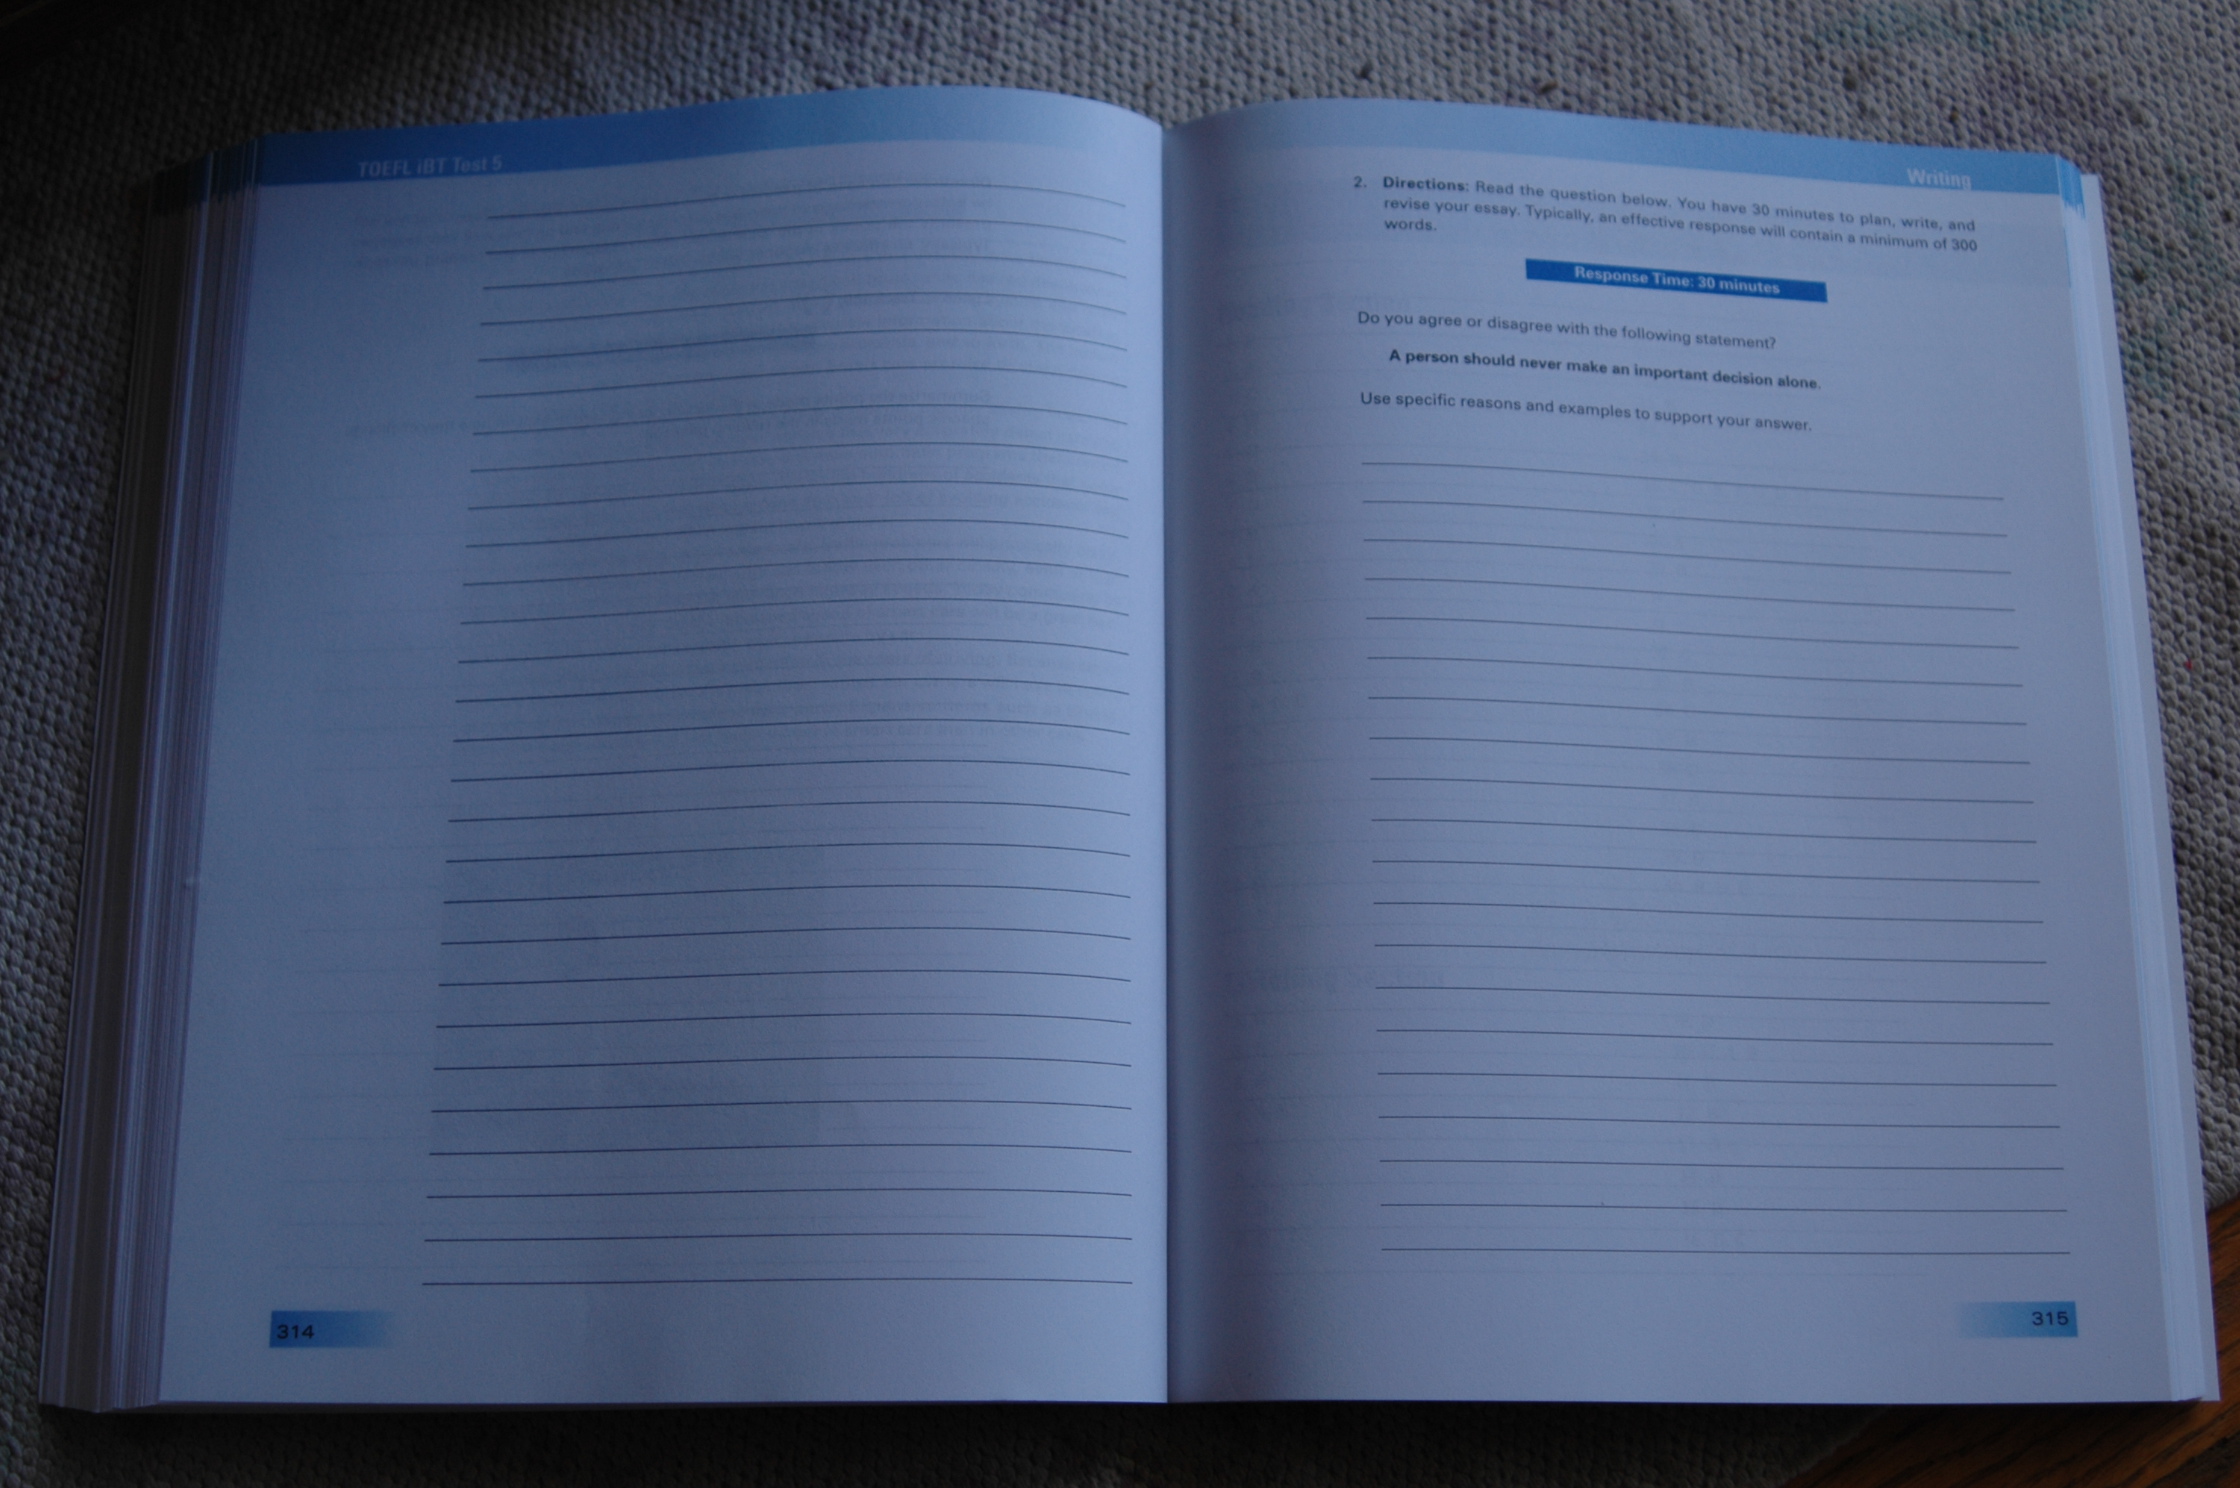 TOEFL iBT Test 5
314
Writing
2. Directions: Read the question below. You have 30 minutes to plan, write, and
revise your essay. Typically, an effective response will contain a minimum of 300
words.
Response Time: 30 minutes
Do you agree or disagree with the following statement?
A person should never make an important decision alone.
Use specific reasons and examples to support your answer.
315